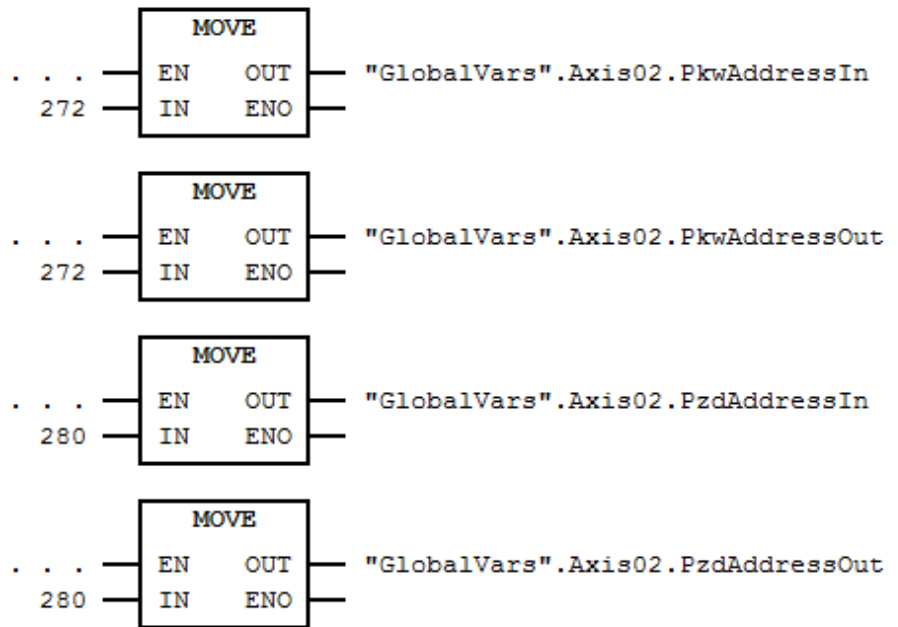 MOVE
. . . EN OUT "GlobalVars".Axis02.PkwAddressIn
272 IN ENO
MOVE
. . . EN OUT "GlobalVars".Axis02.PkwAddressOut
272 IN ENO
MOVE
. . . EN OUT "GlobalVars".Axis02.PzdAddressIn
280 IN ENO
MOVE
. . . EN OUT "GlobalVars".Axis02.PzdAddressOut
280 IN ENO